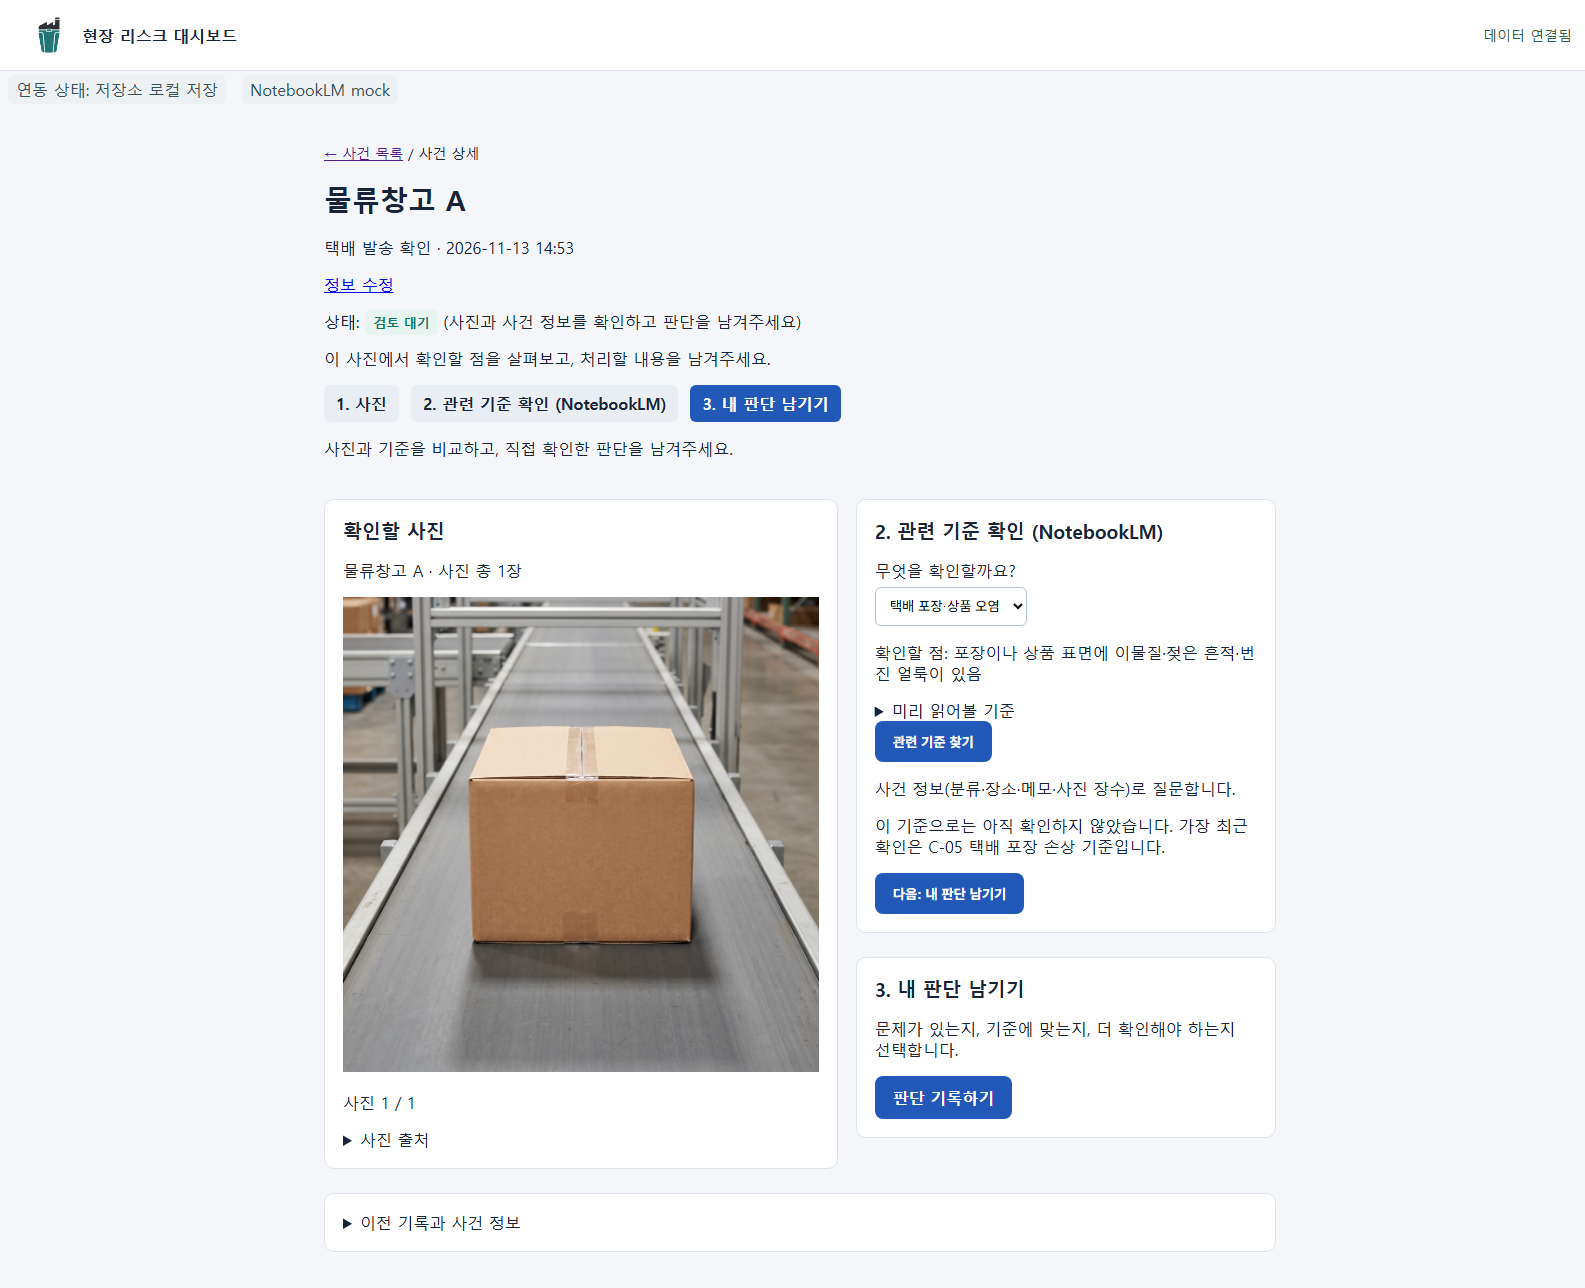 현장 리스크 대시보드
데이터 연결됨
연동 상태: 저장소 로컬 저장
NotebookLM mock
← 사건 목록 / 사건 상세
물류창고 A
택배 발송 확인 · 2026-11-13 14:53
정보 수정
상태: 검토 대기 (사진과 사건 정보를 확인하고 판단을 남겨주세요)
이 사진에서 확인할 점을 살펴보고, 처리할 내용을 남겨주세요.
1. 사진
2. 관련 기준 확인 (NotebookLM)
3. 내 판단 남기기
사진과 기준을 비교하고, 직접 확인한 판단을 남겨주세요.
확인할 사진
물류창고 A · 사진 총 1장
사진 1 / 1
▶ 사진 출처
2. 관련 기준 확인 (NotebookLM)
무엇을 확인할까요?
택배 포장·상품 오염
확인할 점: 포장이나 상품 표면에 이물질·젖은 흔적·번
진 얼룩이 있음
▶ 미리 읽어볼 기준
관련 기준 찾기
사건 정보(분류·장소·메모·사진 장수)로 질문합니다.
이 기준으로는 아직 확인하지 않았습니다. 가장 최근
확인은 C-05 택배 포장 손상 기준입니다.
다음: 내 판단 남기기
3. 내 판단 남기기
문제가 있는지, 기준에 맞는지, 더 확인해야 하는지
선택합니다.
판단 기록하기
▶ 이전 기록과 사건 정보